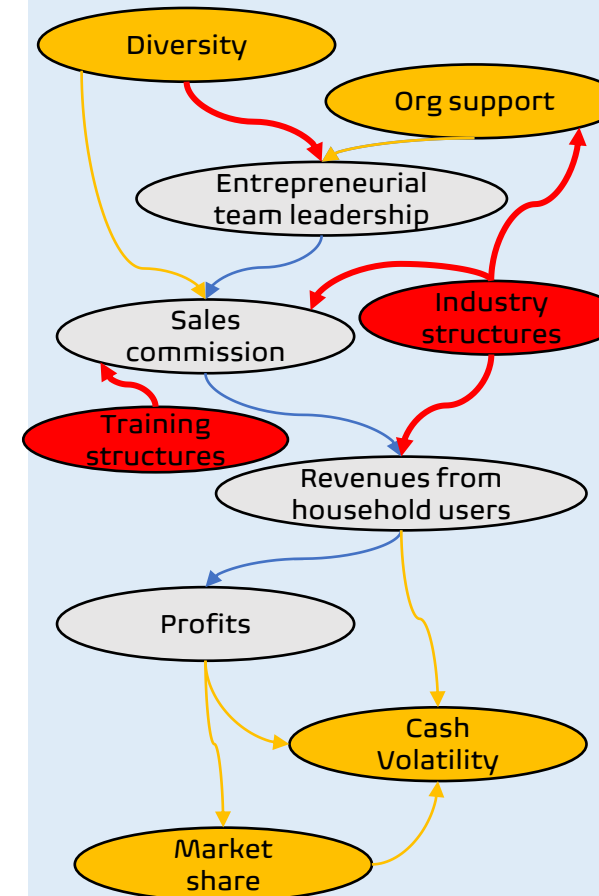 Diversity
Org support
Entrepreneurial
team leadership
Industry
structures
Sales
commission
Training
structures
Revenues from
household users
Profits
Cash
Volatility
Market
share